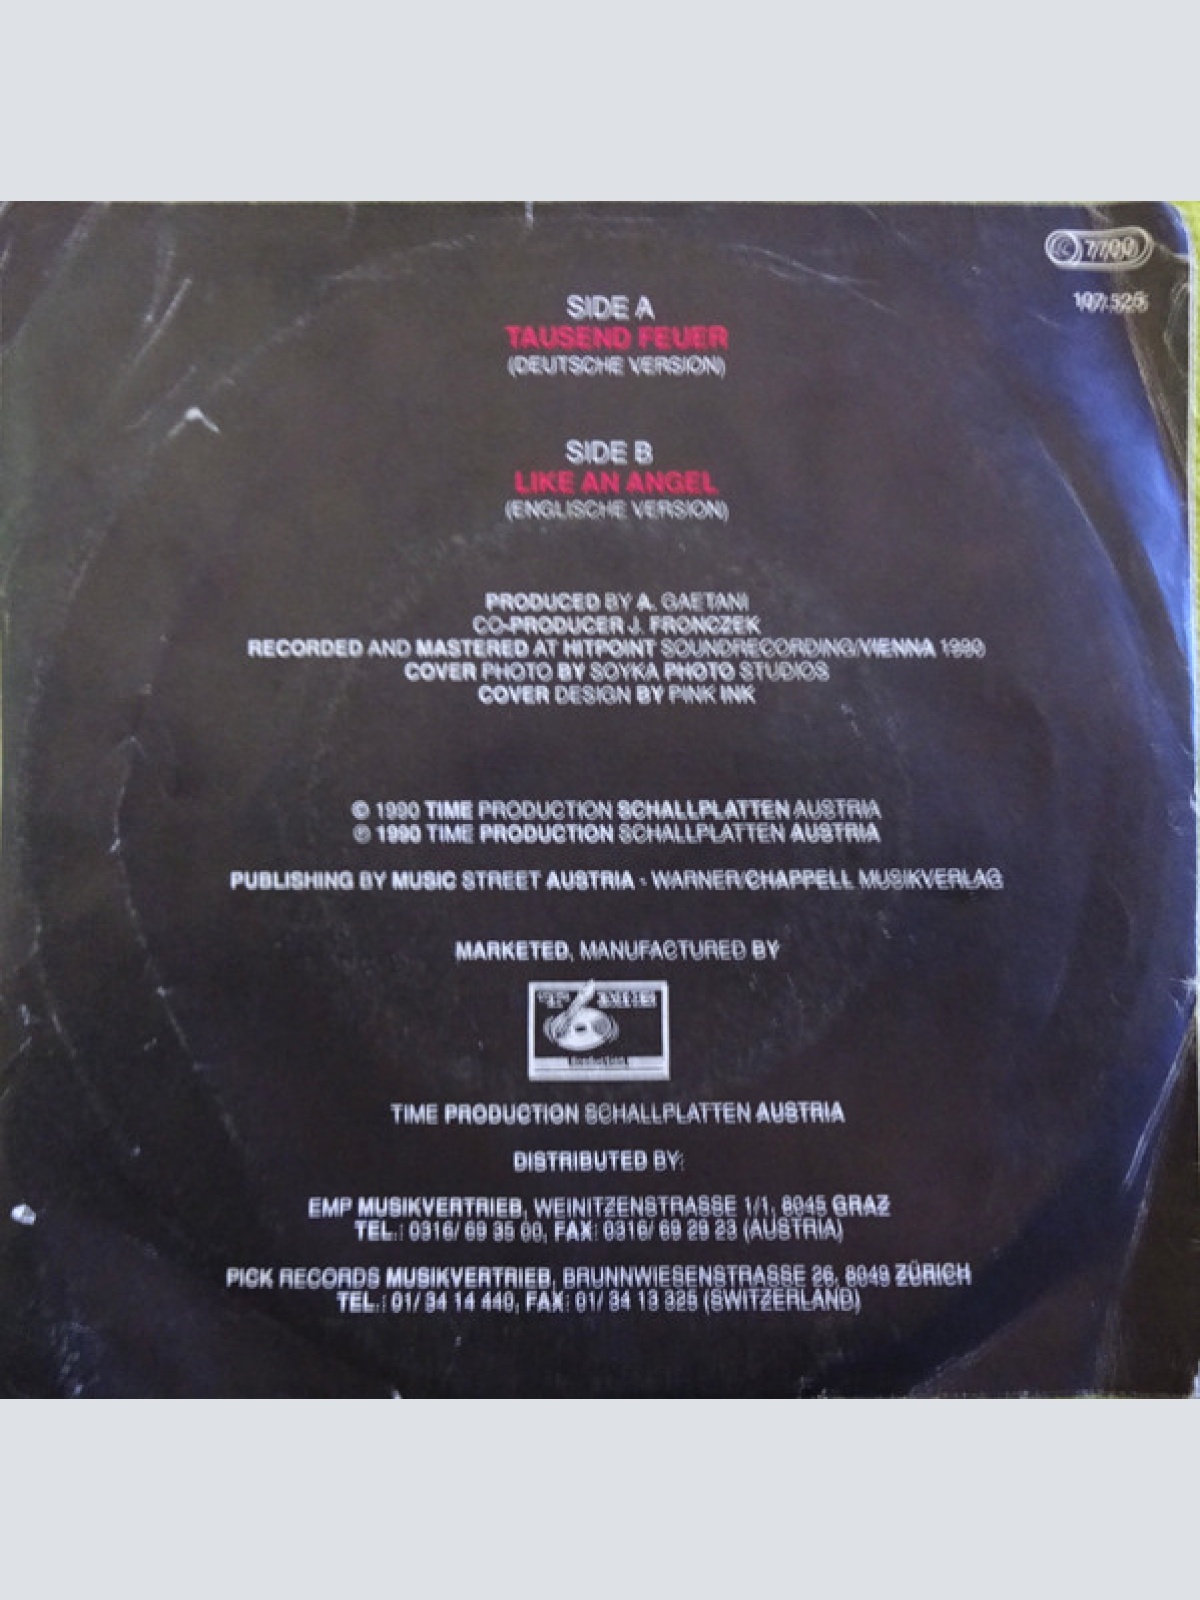 107.525
SIDE A
TAUSEND FEUER
(DEUTSCHE VERSION)
SIDE B
LIKE AN ANGEL
(ENGLISCHE VERSION)
PRODUCED BY A. GAETANI
CO-PRODUCER J. FRONCZEK
RECORDED AND MASTERED AT HITPOINT SOUNDRECORDING/VIENNA 1990
COVER PHOTO BY SOYKA PHOTO STUDIOS
COVER DESIGN BY PINK INK
© 1990 TIME PRODUCTION SCHALLPLATTEN AUSTRIA
℗ 1990 TIME PRODUCTION SCHALLPLATTEN AUSTRIA
PUBLISHING BY MUSIC STREET AUSTRIA - WARNER/CHAPPELL MUSIKVERLAG
MARKETED, MANUFACTURED BY
TIME PRODUCTION SCHALLPLATTEN AUSTRIA
DISTRIBUTED BY:
EMP MUSIKVERTRIEB, WEINITZENSTRASSE 1/1, 8045 GRAZ
TEL.: 0316/ 69 35 00, FAX: 0316/ 69 29 23 (AUSTRIA)
PICK RECORDS MUSIKVERTRIEB, BRUNNWIESENSTRASSE 26, 8049 ZÜRICH
TEL.: 01/ 34 14 440, FAX: 01/ 34 13 325 (SWITZERLAND)